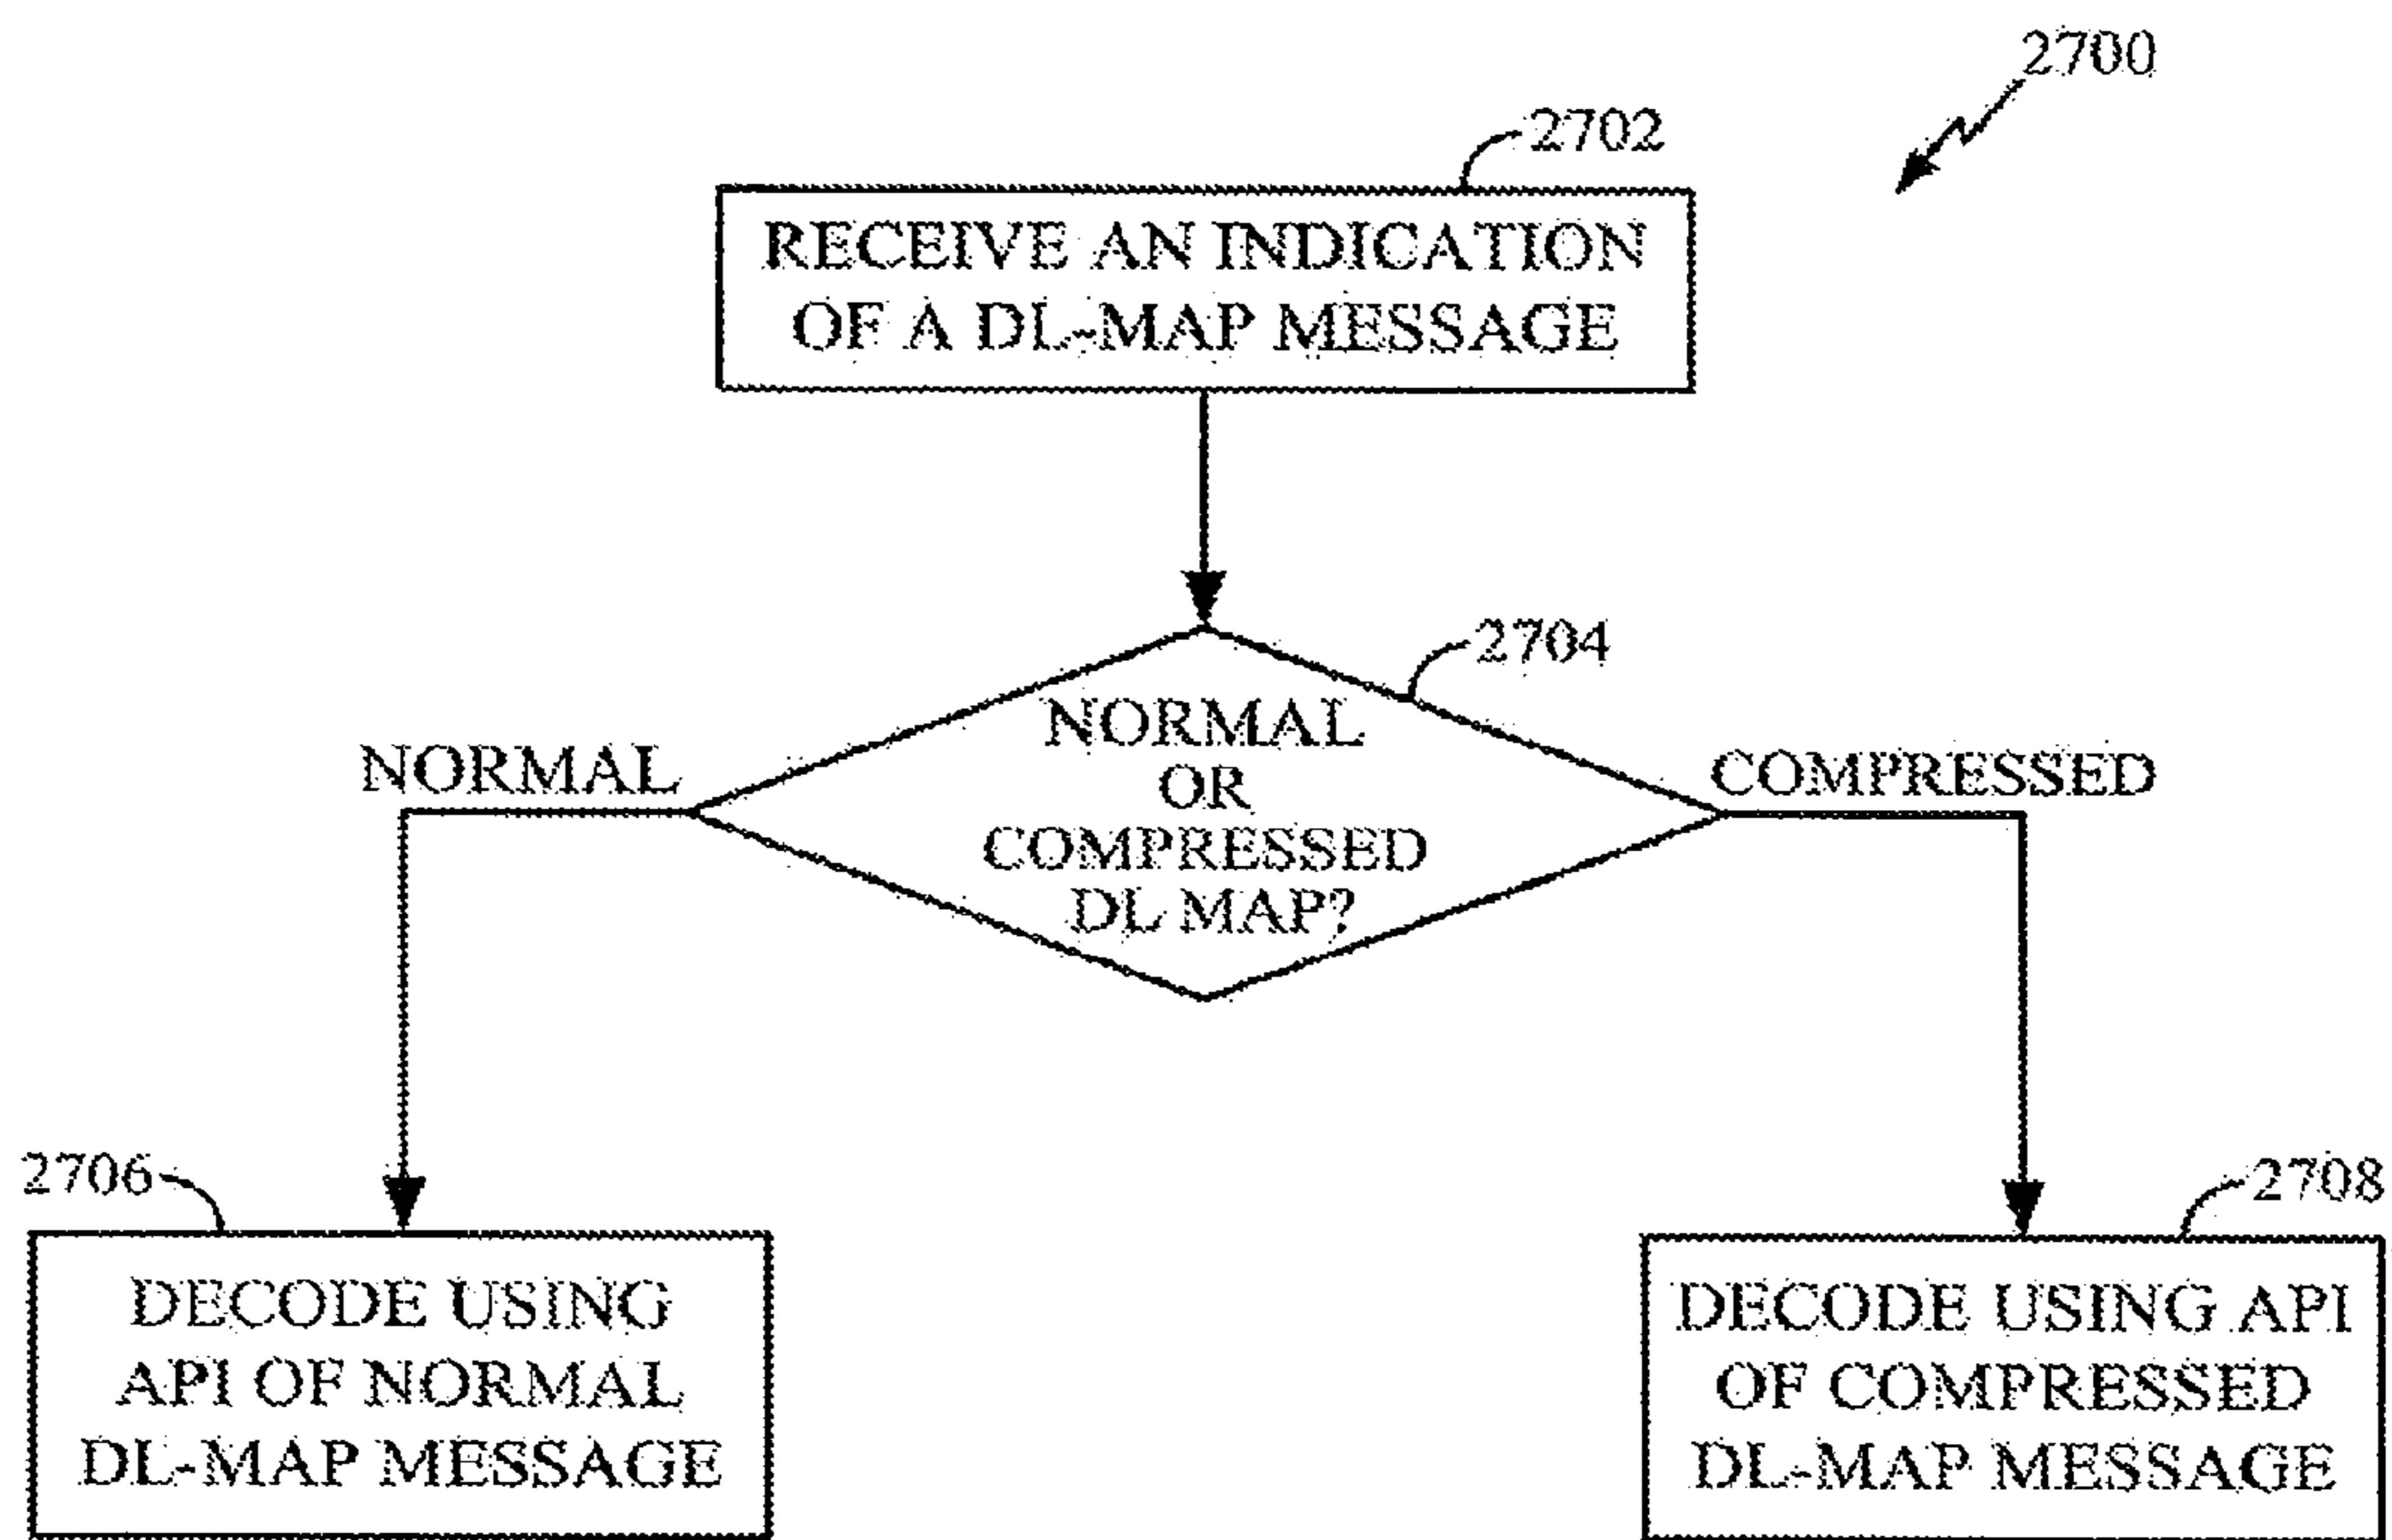 2700
2702
RECEIVE AN INDICATION
OF A DL-MAP MESSAGE
2704
NORMAL
OR
COMPRESSED
DL MAP?
NORMAL
COMPRESSED
2706
DECODE USING
API OF NORMAL
DL-MAP MESSAGE
2708
DECODE USING API
OF COMPRESSED
DL-MAP MESSAGE